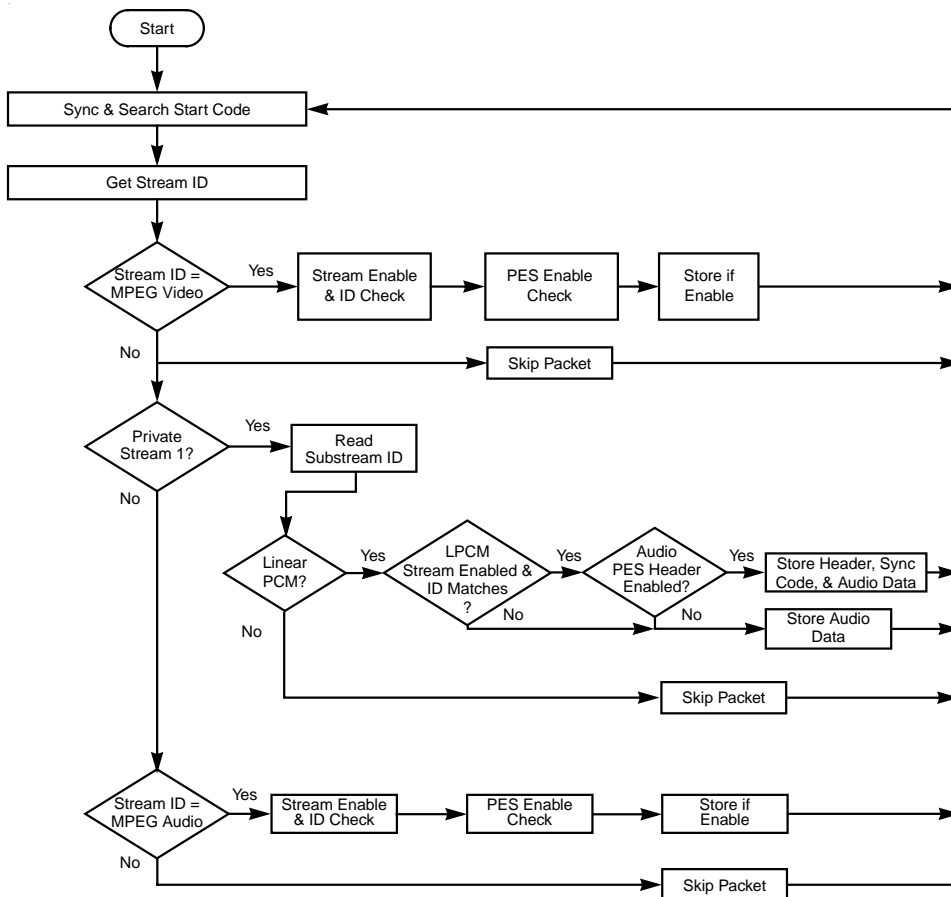 Start
Sync & Search Start Code
Get Stream ID
Stream ID =
MPEG Video
Yes
Stream Enable
& ID Check
PES Enable
Check
Store if
Enable
No
Skip Packet
Private
Stream 1?
Yes
Read
Substream ID
No
Linear
PCM?
Yes
LPCM
Stream Enabled &
ID Matches
?
Yes
Audio
PES Header
Enabled?
Yes
Store Header, Sync
Code, & Audio Data
No
No
No
Store Audio
Data
Skip Packet
Stream ID =
MPEG Audio
Yes
Stream Enable
& ID Check
PES Enable
Check
Store if
Enable
No
Skip Packet